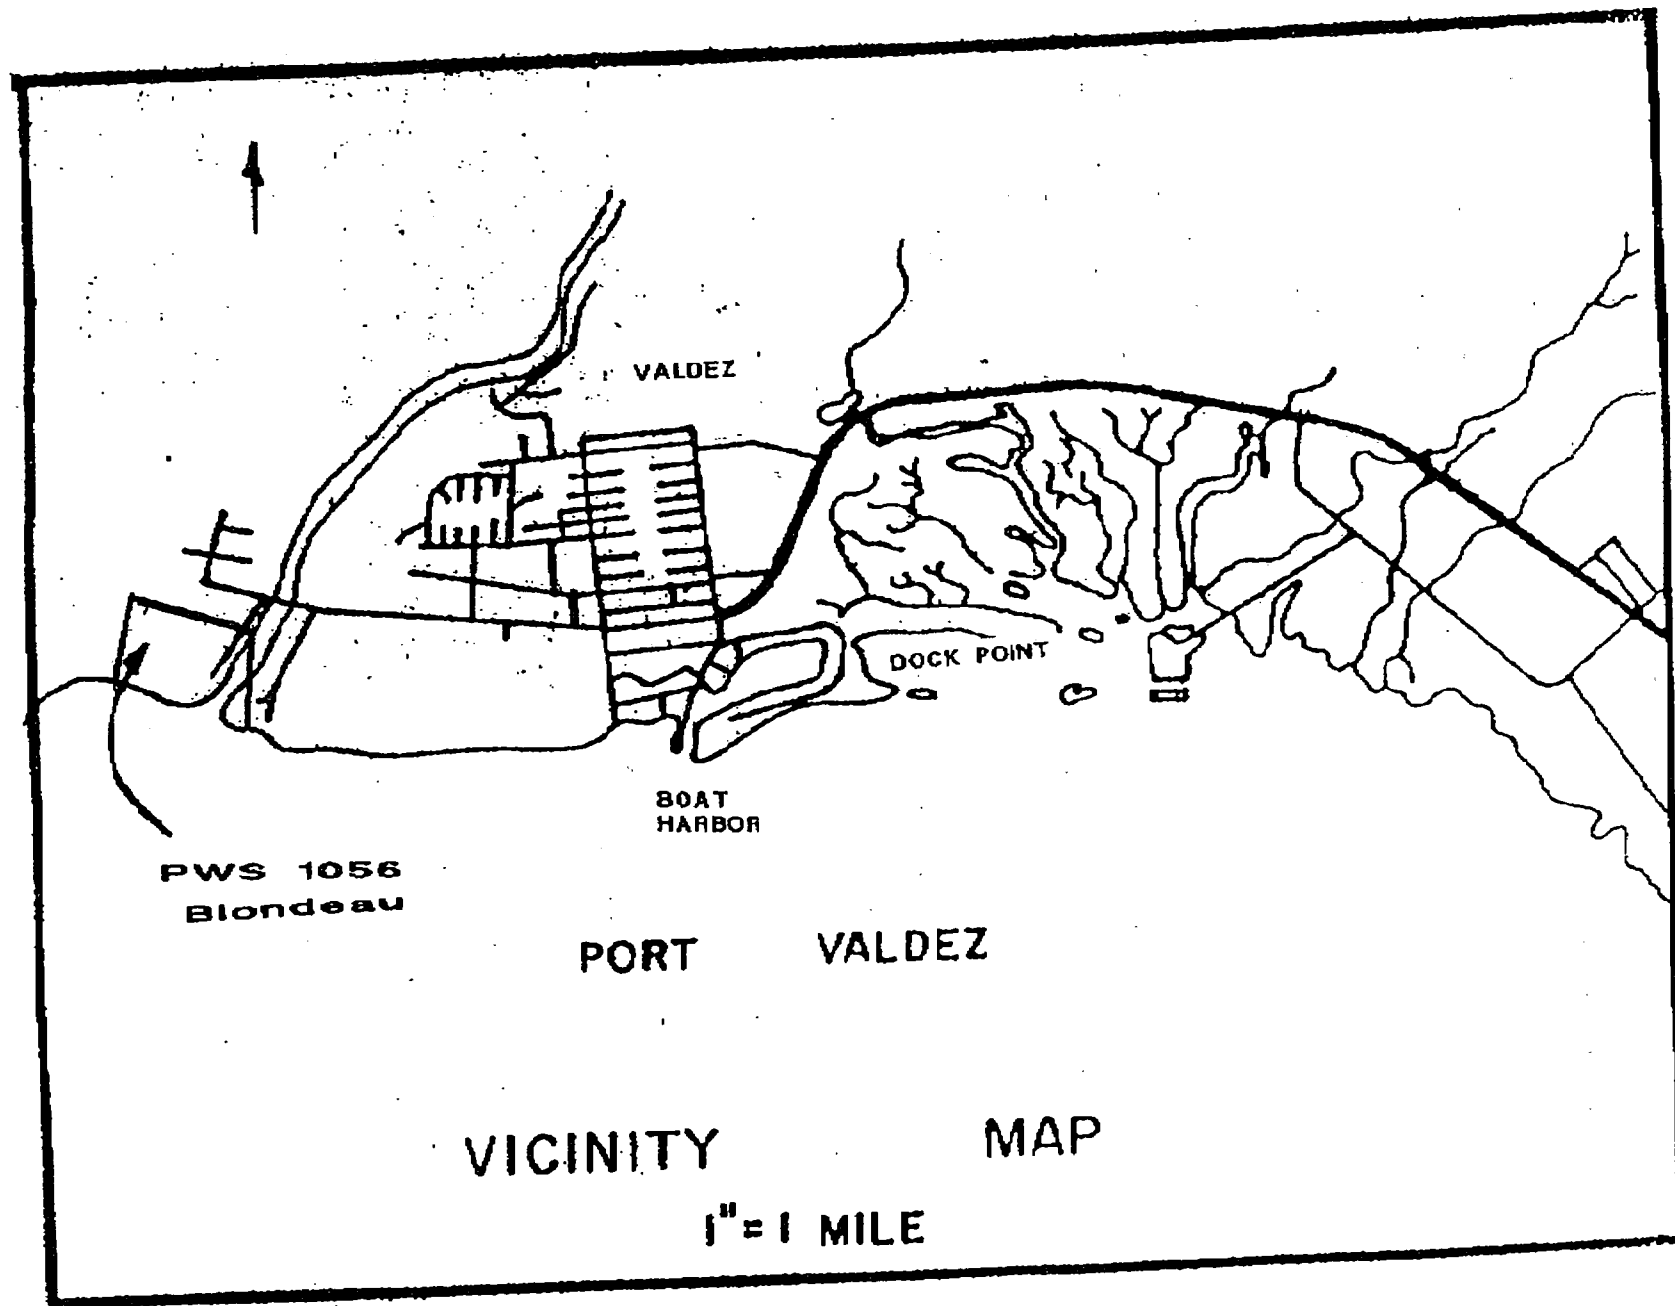 VALDEZ
DOCK POINT
BOAT
HARBOR
PWS 1056
Blondeau
PORT VALDEZ
VICINITY MAP
1"= 1 MILE